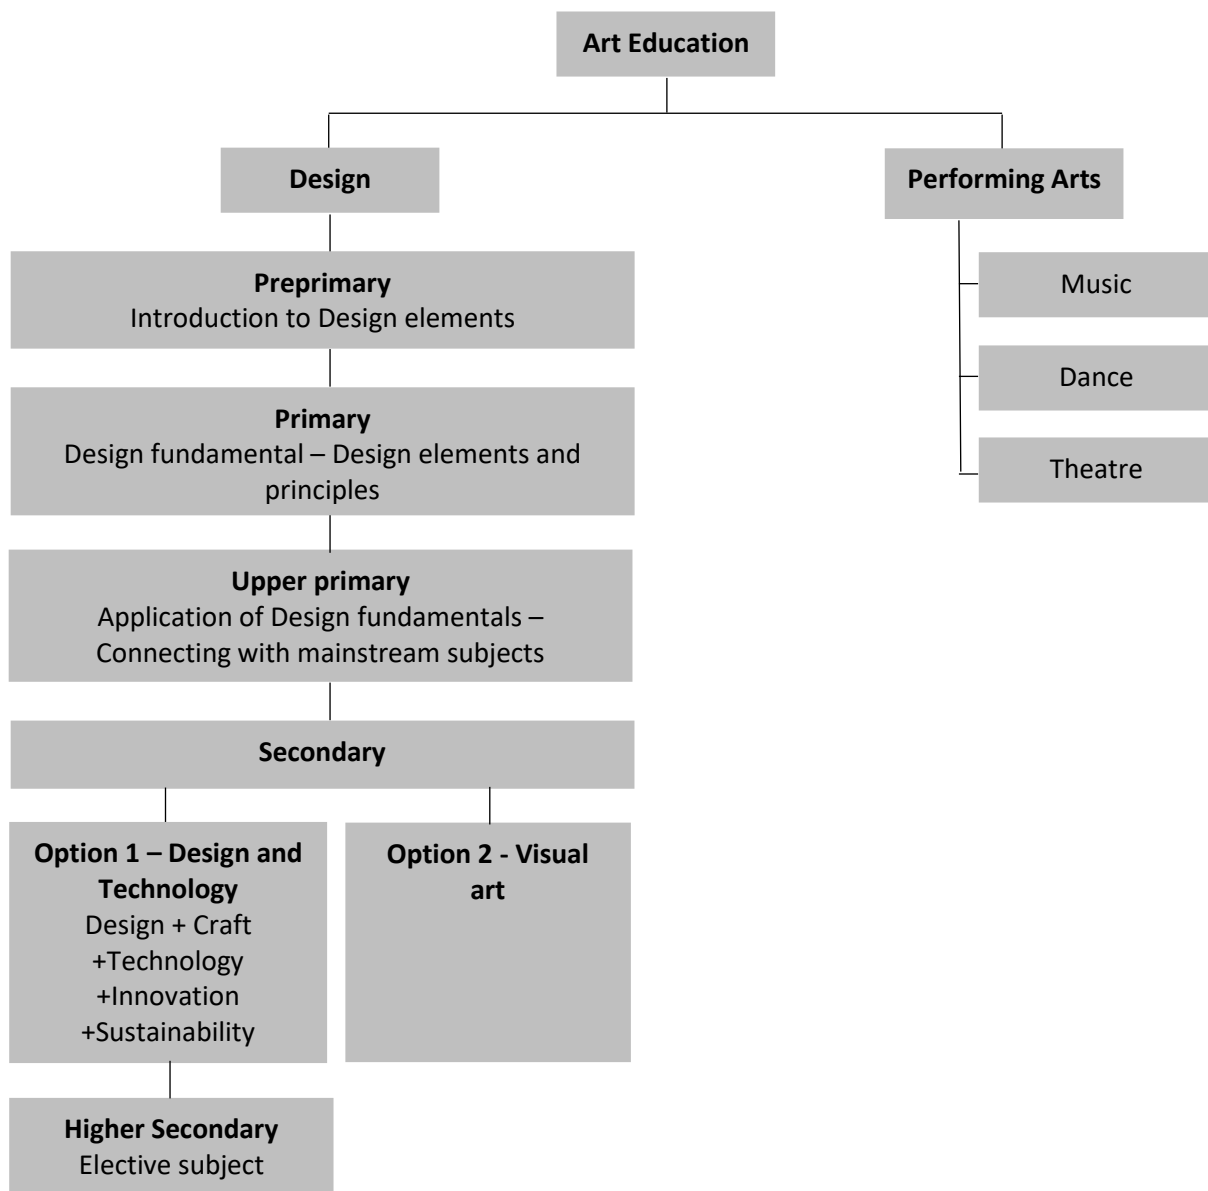 Art Education
Design
Performing Arts
Preprimary
Introduction to Design elements
Music
Primary
Design fundamental – Design elements and
principles
Dance
Theatre
Upper primary
Application of Design fundamentals –
Connecting with mainstream subjects
Secondary
Option 1 – Design and
Technology
Design + Craft
+Technology
+Innovation
+Sustainability
Option 2 - Visual
art
Higher Secondary
Elective subject